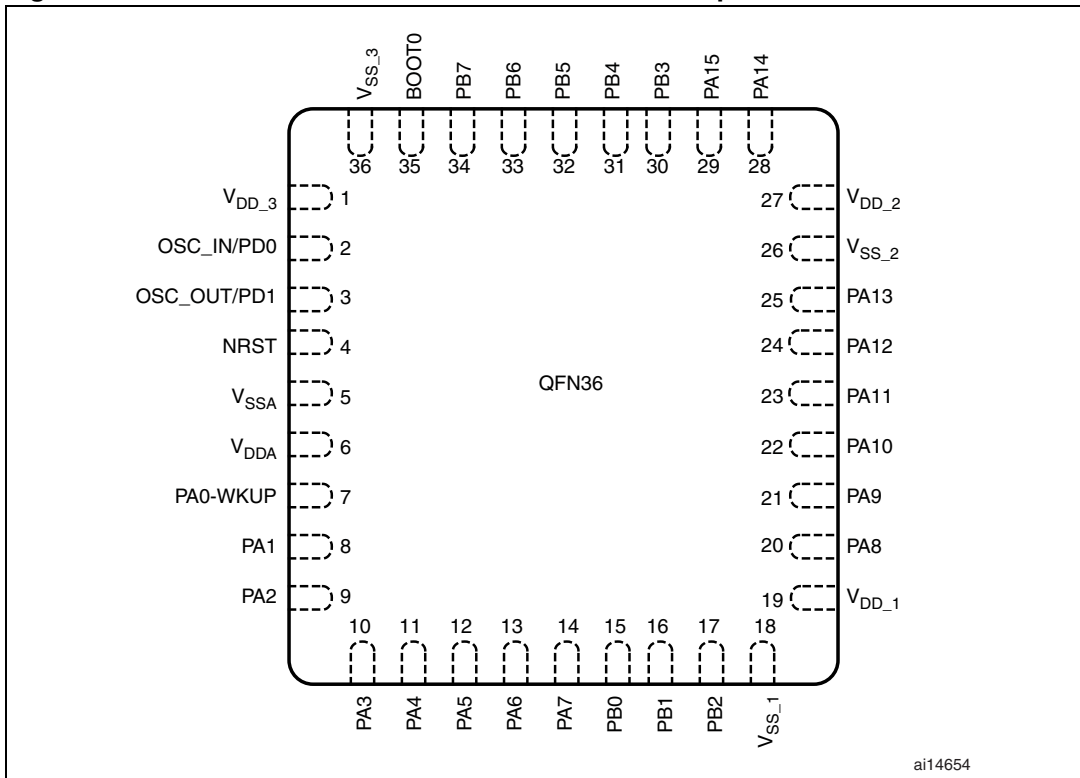 VSS_3
BOOT0
PB7
PB6
PB5
PB4
PB3
PA15
PA14
36
35
34
33
32
31
30
29
28
VDD_3
1
27
VDD_2
OSC_IN/PD0
2
26
VSS_2
OSC_OUT/PD1
3
25
PA13
NRST
4
24
PA12
QFN36
VSSA
5
23
PA11
VDDA
6
22
PA10
PA0-WKUP
7
21
PA9
PA1
8
20
PA8
PA2
9
19
VDD_1
10
11
12
13
14
15
16
17
18
PA3
PA4
PA5
PA6
PA7
PB0
PB1
PB2
VSS_1
ai14654